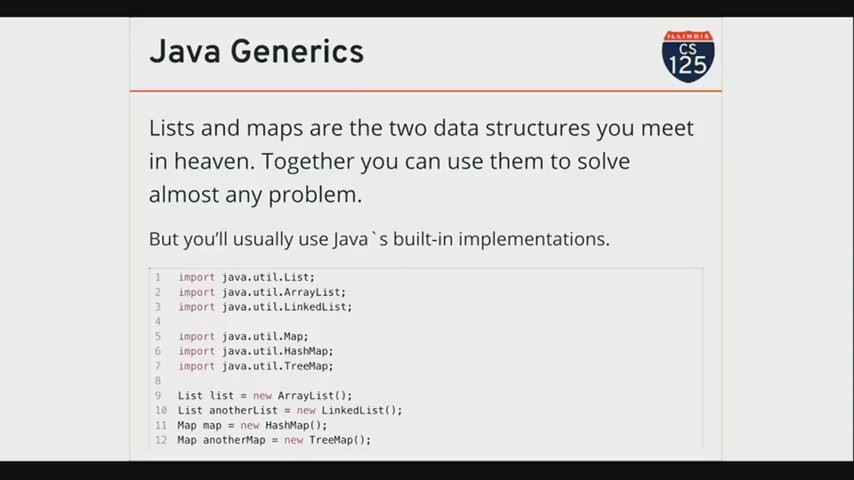 Java Generics
ILLINOIS
CS
125
Lists and maps are the two data structures you meet
in heaven. Together you can use them to solve
almost any problem.
But you'll usually use Java`s built-in implementations.
1 import java.util.List;
2 import java.util.ArrayList;
3 import java.util.LinkedList;
4
5 import java.util.Map;
6 import java.util.HashMap;
7 import java.util.TreeMap;
8
9 List list = new ArrayList();
10 List anotherList = new LinkedList();
11 Map map = new HashMap();
12 Map anotherMap = new TreeMap();